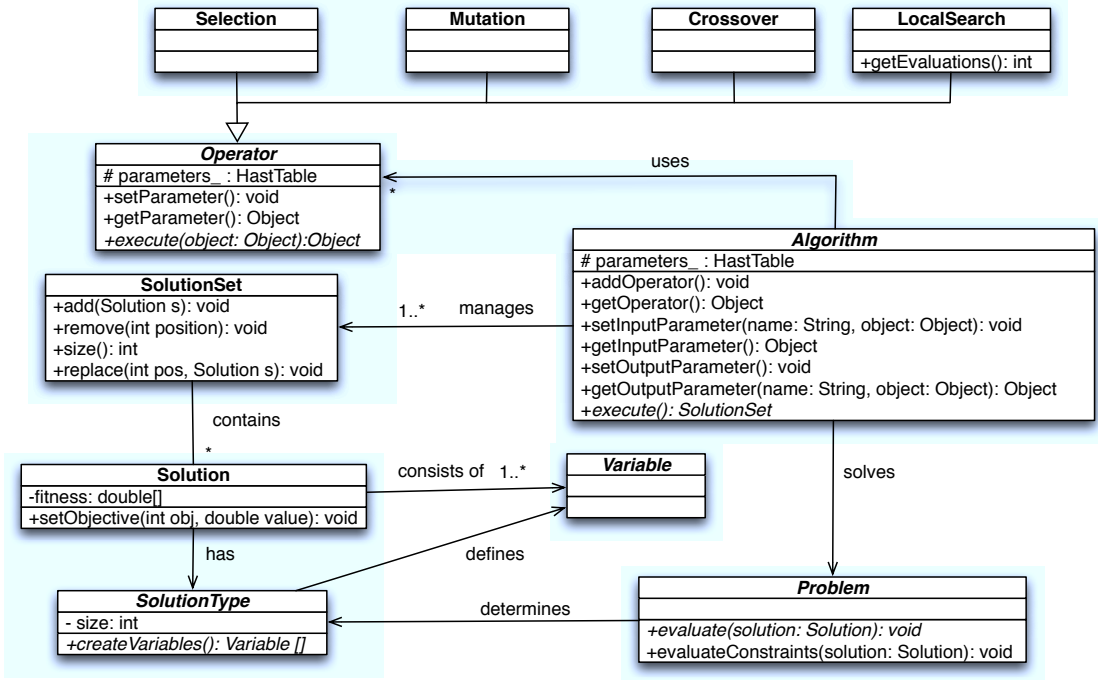 Selection
Mutation
Crossover
LocalSearch
+getEvaluations(): int
Operator
# parameters_ : HastTable
+setParameter(): void
+getParameter(): Object
+execute(object: Object):Object
uses
*
Algorithm
# parameters_ : HastTable
+addOperator(): void
+getOperator(): Object
+setInputParameter(name: String, object: Object): void
+getInputParameter(): Object
+setOutputParameter(): void
+getOutputParameter(name: String, object: Object): Object
+execute(): SolutionSet
SolutionSet
+add(Solution s): void
+remove(int position): void
+size(): int
+replace(int pos, Solution s): void
1..* manages
contains
*
Solution
-fitness: double[]
+setObjective(int obj, double value): void
consists of 1..*
Variable
solves
has
defines
SolutionType
- size: int
+createVariables(): Variable []
determines
Problem
+evaluate(solution: Solution): void
+evaluateConstraints(solution: Solution): void